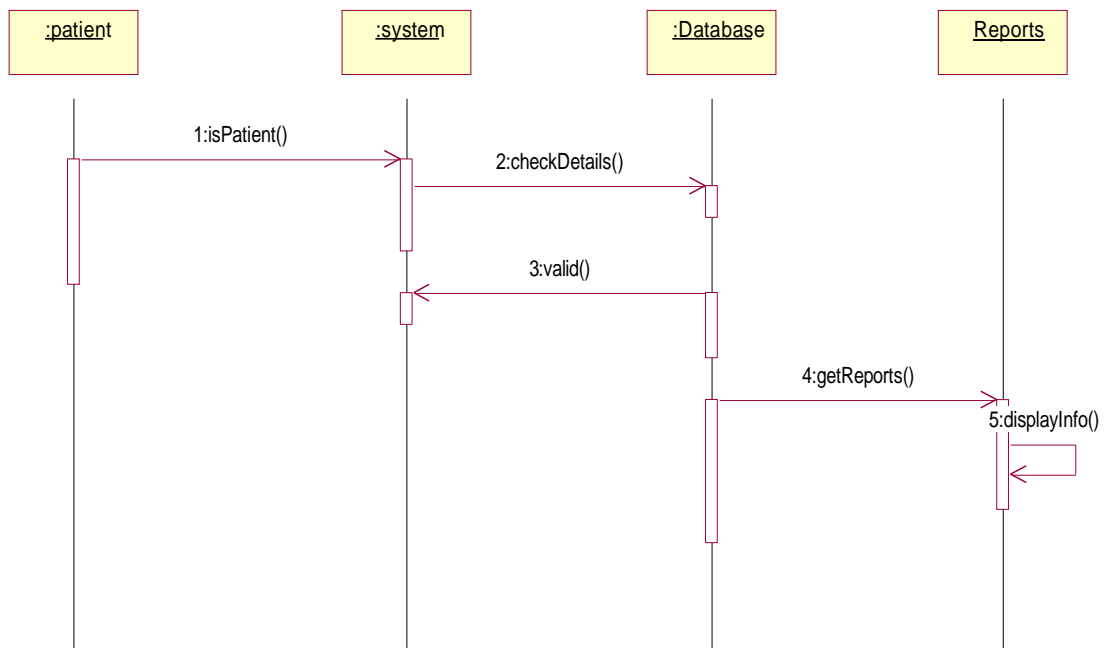 :patient
:system
:Database
Reports
1:isPatient()
2:checkDetails()
3:valid()
4:getReports()
5:displayInfo()